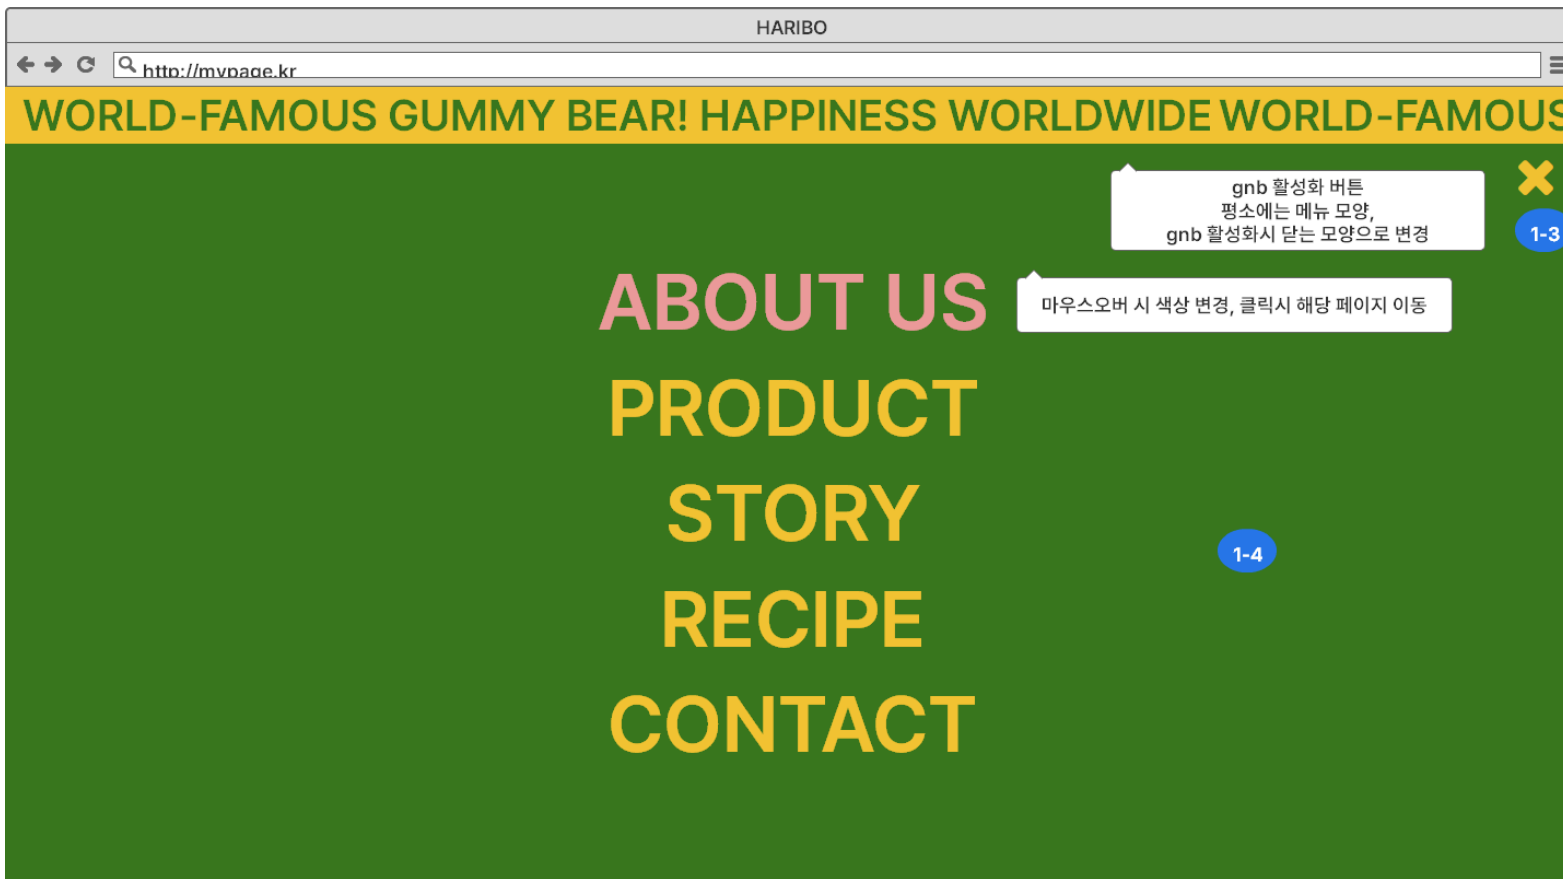 HARIBO
http://mypage.kr
WORLD-FAMOUS GUMMY BEAR! HAPPINESS WORLDWIDE WORLD-FAMOUS
gnb 활성화 버튼
평소에는 메뉴 모양,
gnb 활성화시 닫는 모양으로 변경
1-3
ABOUT US
마우스오버 시 색상 변경, 클릭시 해당 페이지 이동
PRODUCT
STORY
1-4
RECIPE
CONTACT